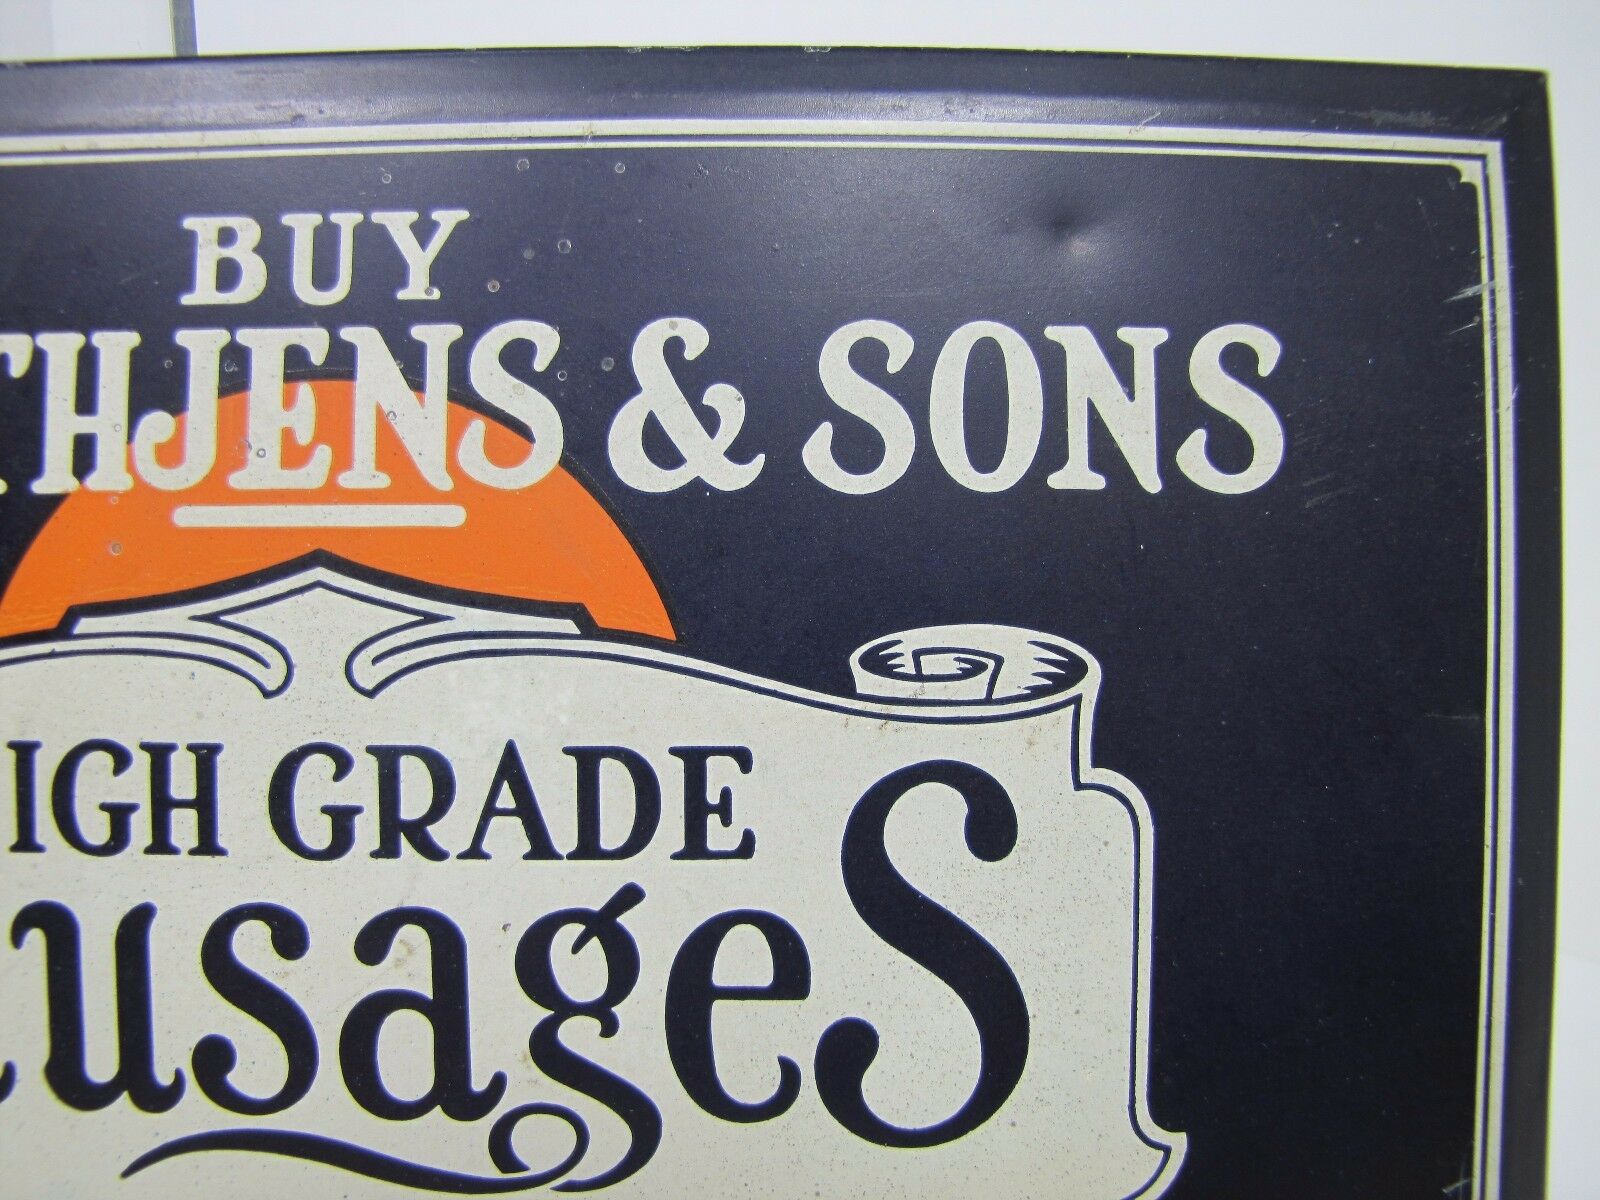 BUY
THJENS & SONS
IGH GRADE
usages